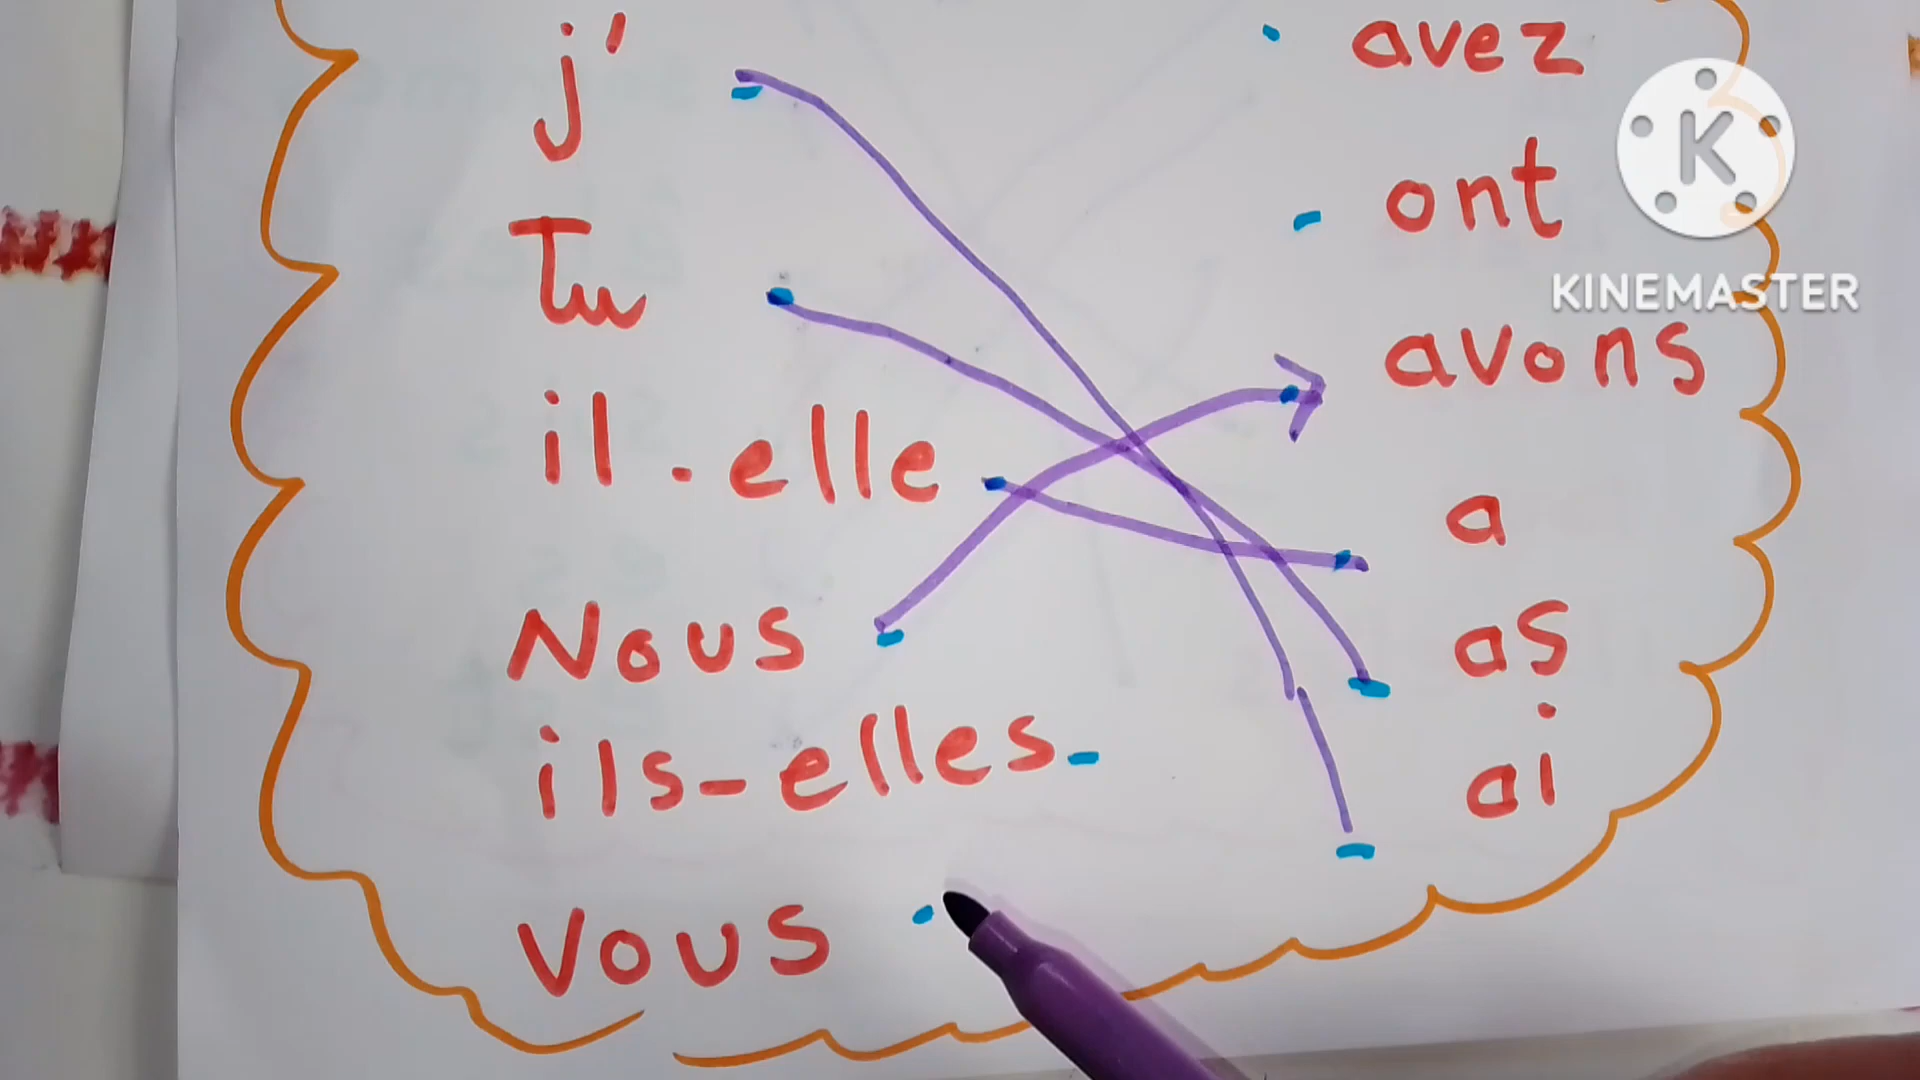 j' avez
Tu ont
il . elle avons
a
Nous as
ils - elles ai
Vous
K
KINEMASTER